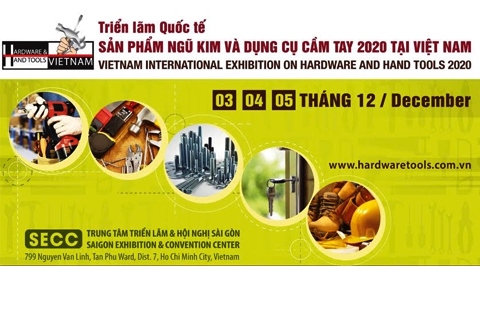 HARDWARE &
HAND TOOLS VIETNAM
Triển lãm Quốc tế
SẢN PHẨM NGŨ KIM VÀ DỤNG CỤ CẦM TAY 2020 TẠI VIỆT NAM
VIETNAM INTERNATIONAL EXHIBITION ON HARDWARE AND HAND TOOLS 2020
03 04 05 THÁNG 12 / December
www.hardwaretools.com.vn
SECC TRUNG TÂM TRIỂN LÃM & HỘI NGHỊ SÀI GÒN
SAIGON EXHIBITION & CONVENTION CENTER
799 Nguyen Van Linh, Tan Phu Ward, Dist. 7, Ho Chi Minh City, Vietnam